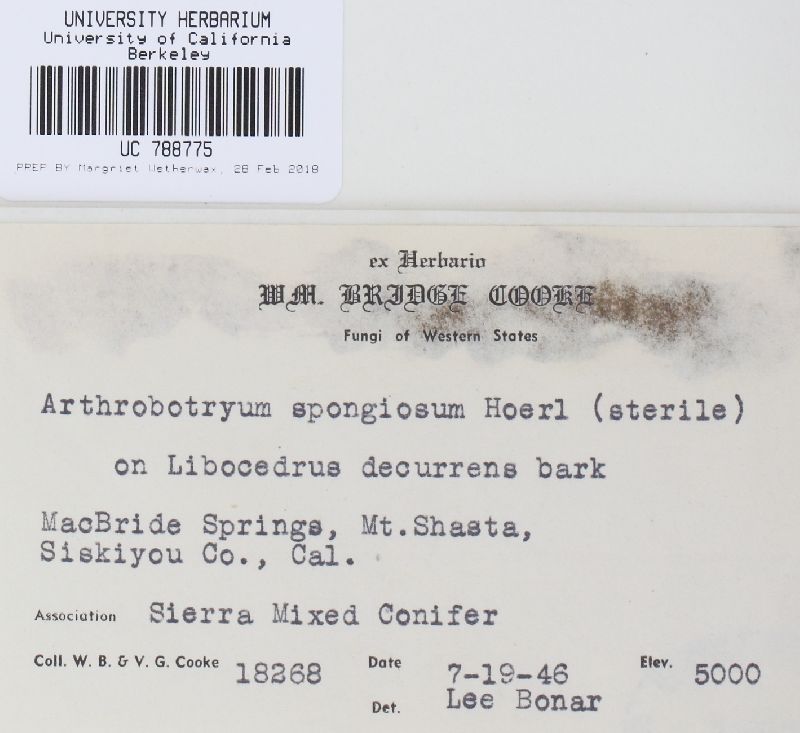 UNIVERSITY HERBARIUM
University of California
Berkeley
UC 788775
PREP BY Margriet Wetherwax, 28 Feb 2018
ex Herbario
WM. BRIDGE COOKE
Fungi of Western States
Arthrobotryum spongiosum Hoerl (sterile)
on Libocedrus decurrens bark
MacBride Springs, Mt.Shasta,
Siskiyou Co., Cal.
Association Sierra Mixed Conifer
Coll. W. B. & V. G. Cooke 18268 Date 7-19-46 Elev. 5000
Det. Lee Bonar